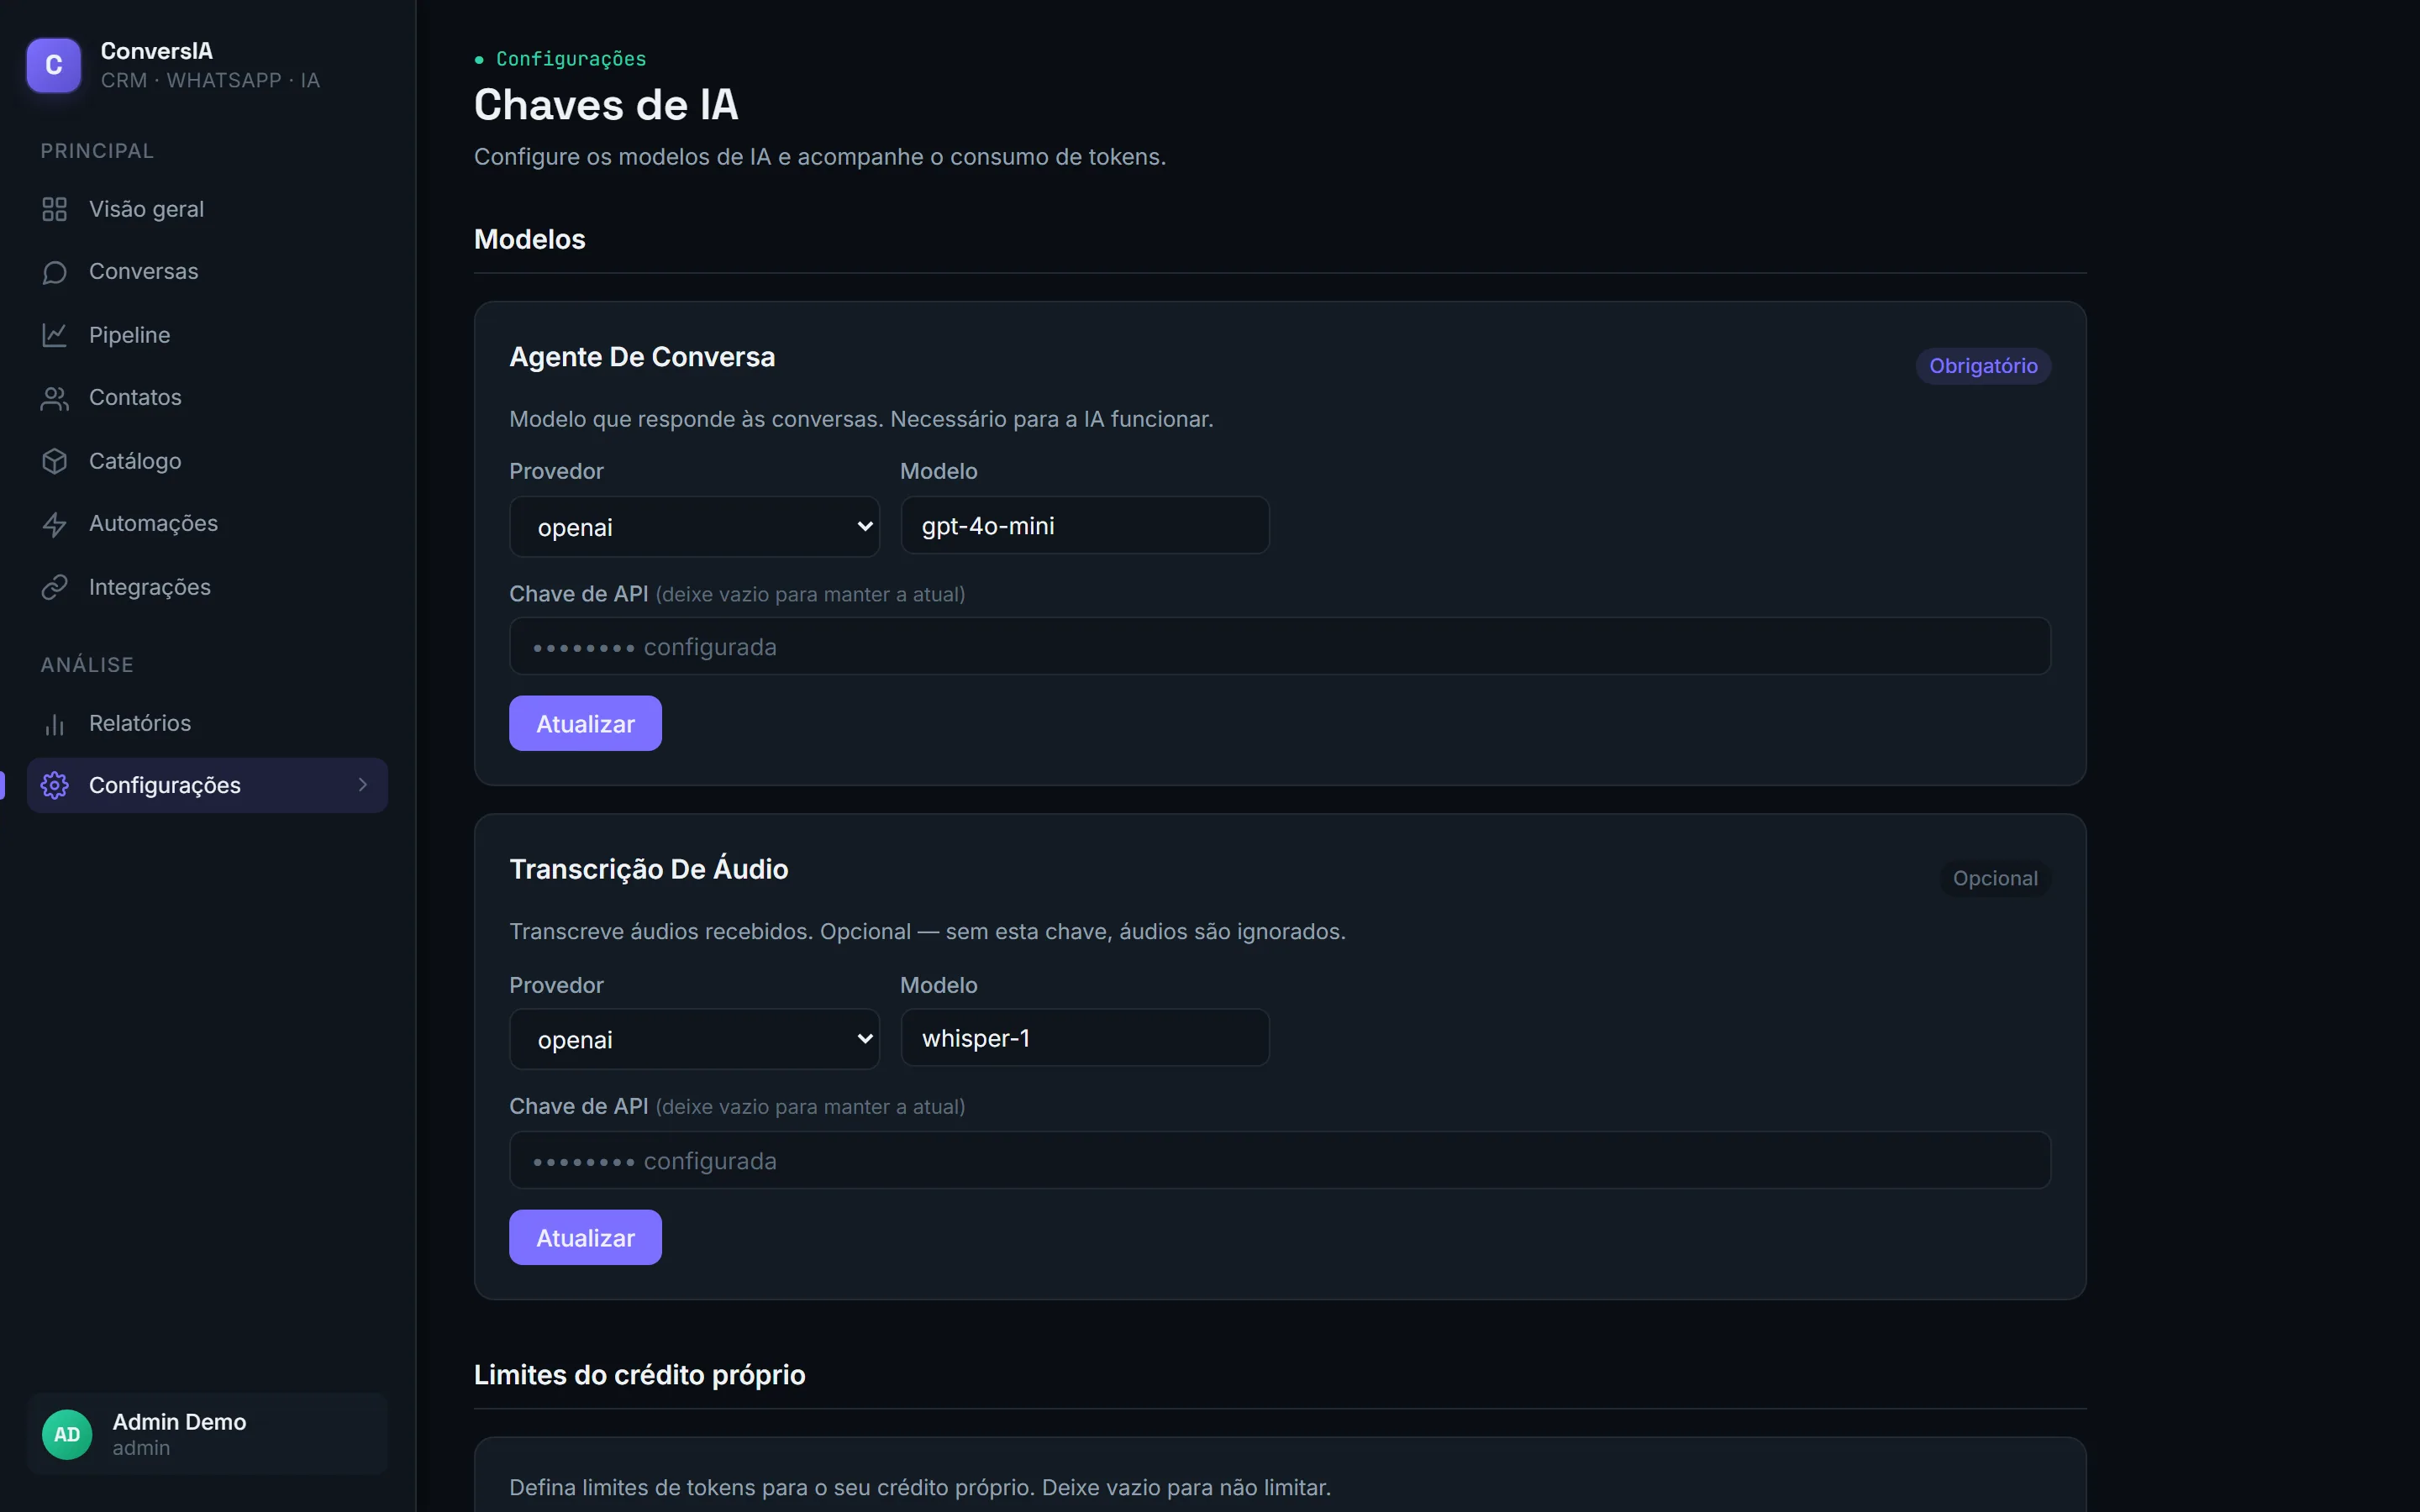 C
ConversIA
CRM · WHATSAPP · IA
PRINCIPAL
Visão geral
Conversas
Pipeline
Contatos
Catálogo
Automações
Integrações
ANÁLISE
Relatórios
Configurações
AD
Admin Demo
admin
• Configurações
Chaves de IA
Configure os modelos de IA e acompanhe o consumo de tokens.
Modelos
Agente De Conversa
Obrigatório
Modelo que responde às conversas. Necessário para a IA funcionar.
Provedor Modelo
openai gpt-4o-mini
Chave de API (deixe vazio para manter a atual)
•••••••• configurada
Atualizar
Transcrição De Áudio
Opcional
Transcreve áudios recebidos. Opcional — sem esta chave, áudios são ignorados.
Provedor Modelo
openai whisper-1
Chave de API (deixe vazio para manter a atual)
•••••••• configurada
Atualizar
Limites do crédito próprio
Defina limites de tokens para o seu crédito próprio. Deixe vazio para não limitar.